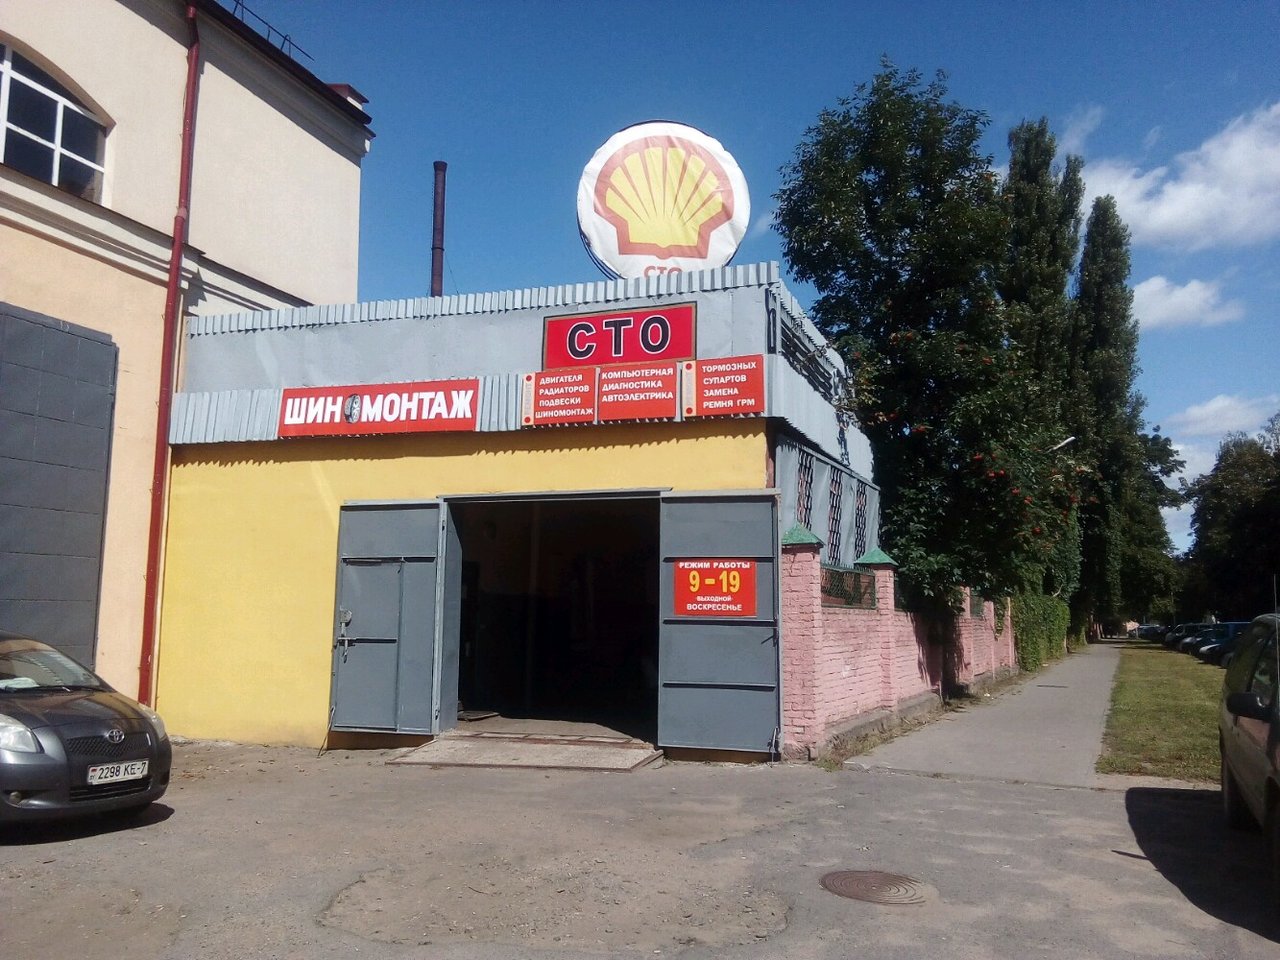 СТО
СТО
ШИНОМОНТАЖ
ДВИГАТЕЛЯ
РАДИАТОРОВ
ПОДВЕСКИ
ШИНОМОНТАЖ
КОМПЬЮТЕРНАЯ
ДИАГНОСТИКА
АВТОЭЛЕКТРИКА
ТОРМОЗНЫХ
СУПАРТОВ
ЗАМЕНА
РЕМНЯ ГРМ
РЕЖИМ РАБОТЫ
9-19
ВЫХОДНОЙ
ВОСКРЕСЕНЬЕ
2298 KE-7